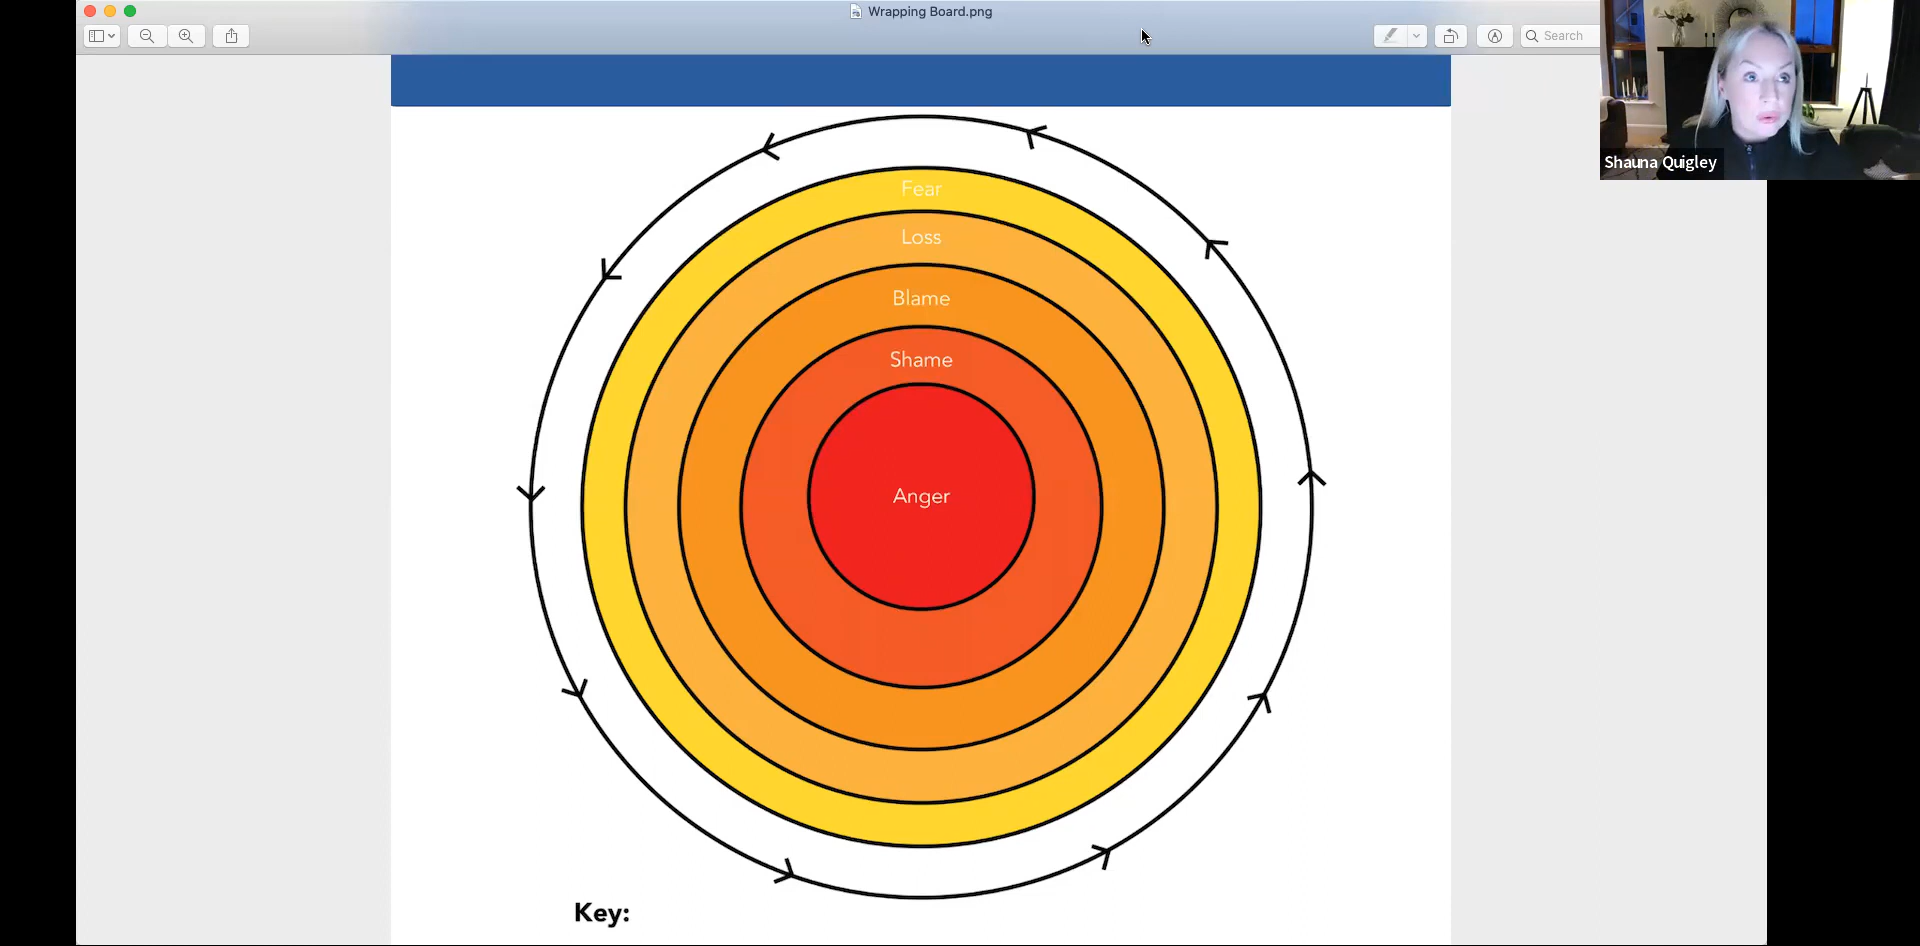 Wrapping Board.png
Search
Shauna Quigley
Fear
Loss
Blame
Shame
Anger
Key: